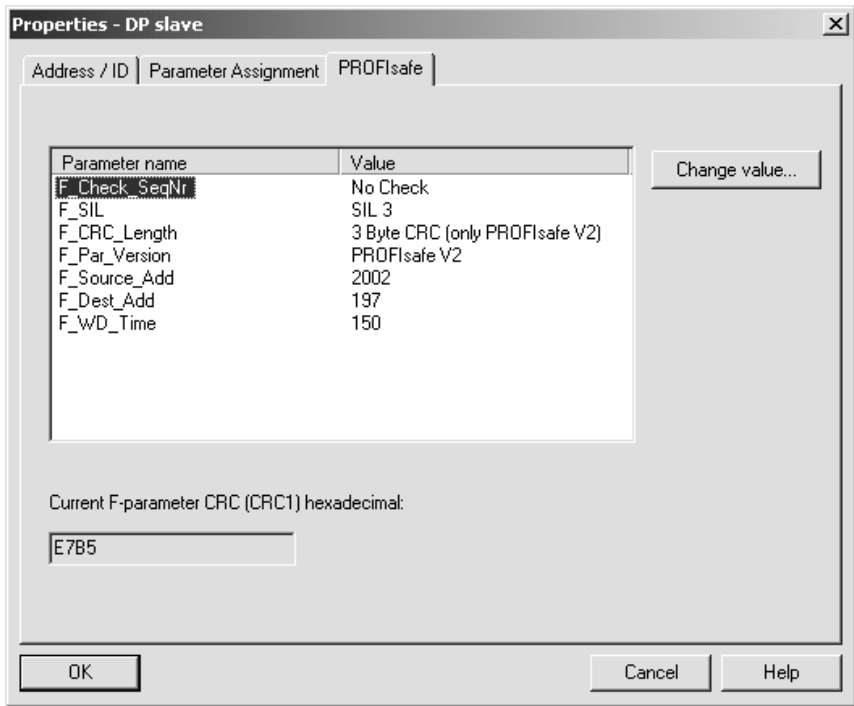 Properties - DP slave
Address / ID Parameter Assignment PROFIsafe
Parameter name Value
F_Check_SeqNr No Check
F_SIL SIL 3
F_CRC_Length 3 Byte CRC (only PROFIsafe V2)
F_Par_Version PROFIsafe V2
F_Source_Add 2002
F_Dest_Add 197
F_WD_Time 150
Change value...
Current F-parameter CRC (CRC1) hexadecimal:
E7B5
OK Cancel Help